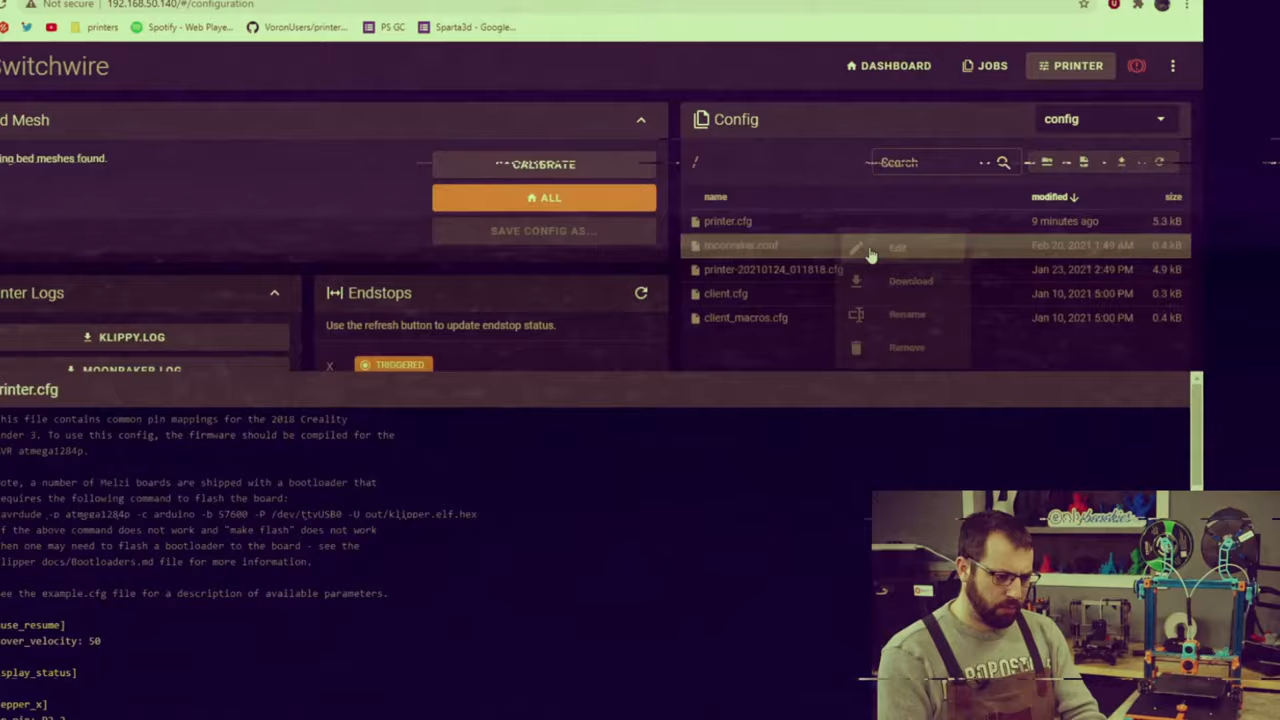 Not secure 192.168.50.140/#/configuration
printers Spotify - Web Playe... VoronUsers/printer... PS GC Sparta3d - Google...
witchwire DASHBOARD JOBS PRINTER
d Mesh
Config config
ing bed meshes found.
CALIBRATE
/ Search
ALL
name modified size
SAVE CONFIG AS...
printer.cfg 9 minutes ago 5.3 kB
moonraker.conf Feb 20, 2021 1:49 AM 0.4 kB
printer-20210124_011818.cfg Jan 23, 2021 2:49 PM 4.9 kB
client.cfg Jan 10, 2021 5:00 PM 0.3 kB
client_macros.cfg Jan 10, 2021 5:00 PM 0.4 kB
Edit
Download
Rename
Remove
nter Logs
KLIPPY.LOG
MOONRAKER.LOG
Endstops
Use the refresh button to update endstop status.
X TRIGGERED
rinter.cfg
his file contains common pin mappings for the 2018 Creality
nder 3. To use this config, the firmware should be compiled for the
VR atmega1284p.
ote, a number of Melzi boards are shipped with a bootloader that
equires the following command to flash the board:
avrdude -p atmega1284p -c arduino -b 57600 -P /dev/ttyUSB0 -U out/klipper.elf.hex
f the above command does not work and "make flash" does not work
hen one may need to flash a bootloader to the board - see the
lipper docs/Bootloaders.md file for more information.
ee the example.cfg file for a description of available parameters.
use_resume]
over_velocity: 50
splay_status]
epper_x]